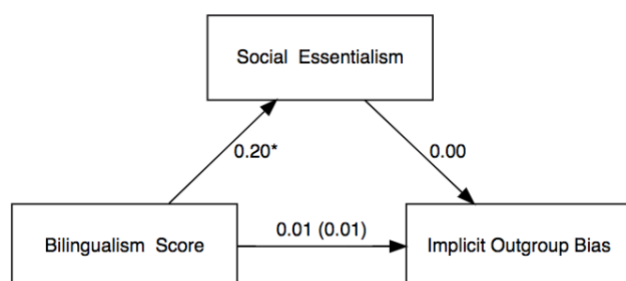 Social Essentialism
0.20*
0.00
0.01 (0.01)
Bilingualism Score
Implicit Outgroup Bias